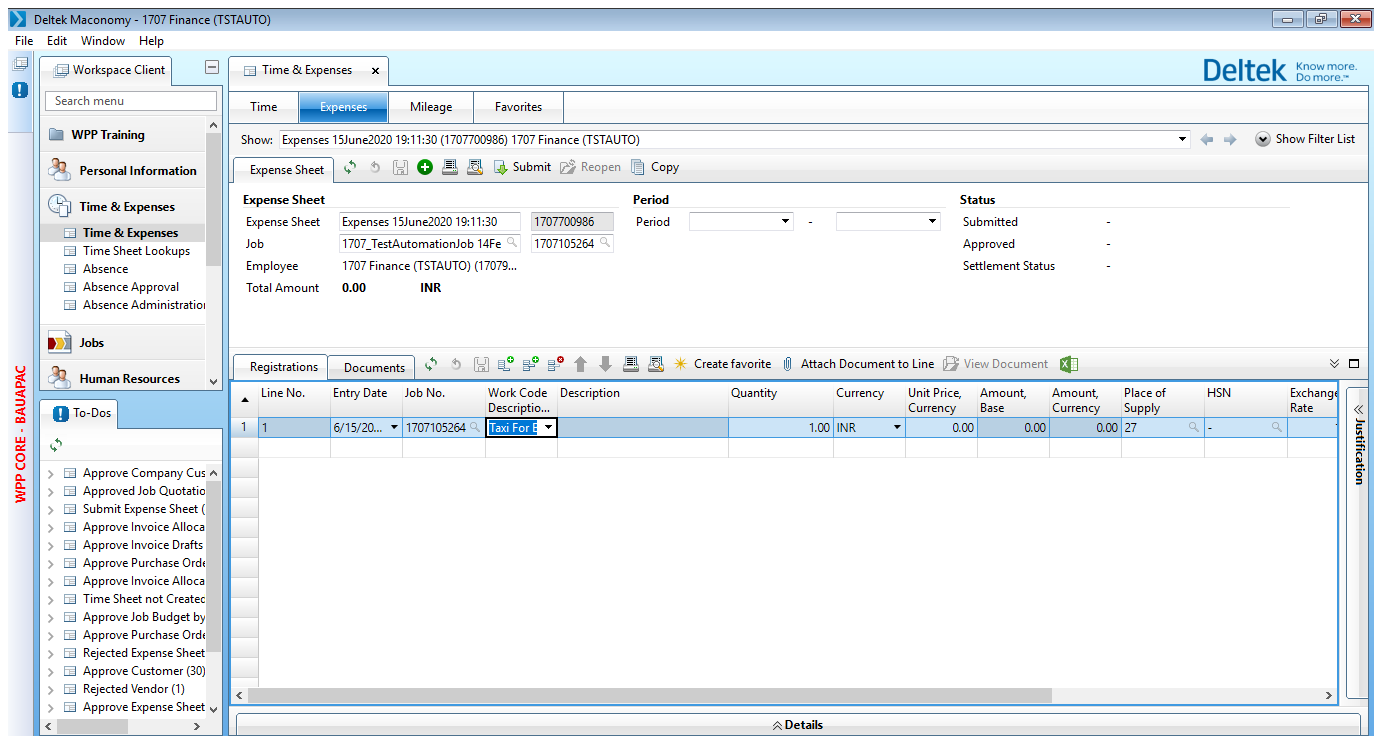 Deltek Maconomy - 1707 Finance (TSTAUTO)
File Edit Window Help
WPP CORE - BAUAPAC
Workspace Client
Search menu
WPP Training
Personal Information
Time & Expenses
Time & Expenses
Time Sheet Lookups
Absence
Absence Approval
Absence Administration
Jobs
Human Resources
To-Dos
Approve Company Cus
Approved Job Quotatio
Submit Expense Sheet (
Approve Invoice Alloca
Approve Invoice Drafts
Approve Purchase Orde
Approve Invoice Alloca
Time Sheet not Created
Approve Job Budget by
Approve Purchase Orde
Rejected Expense Sheet
Approve Customer (30)
Rejected Vendor (1)
Approve Expense Sheet
Time & Expenses x
Deltek Know more. Do more.™
Time Expenses Mileage Favorites
Show: Expenses 15June2020 19:11:30 (1707700986) 1707 Finance (TSTAUTO) Show Filter List
Expense Sheet Submit Reopen Copy
Expense Sheet Period Status
Expense Sheet Expenses 15June2020 19:11:30 1707700986 Period - Submitted -
Job 1707_TestAutomationJob 14Fe 1707105264 Approved -
Employee 1707 Finance (TSTAUTO) (17079... Settlement Status -
Total Amount 0.00 INR
Registrations Documents Create favorite Attach Document to Line View Document
Line No. Entry Date Job No. Work Code Descriptio... Description Quantity Currency Unit Price, Currency Amount, Base Amount, Currency Place of Supply HSN Exchange Rate
1 1 6/15/20... 1707105264 Taxi For E 1.00 INR 0.00 0.00 0.00 27 -
Justification
Details